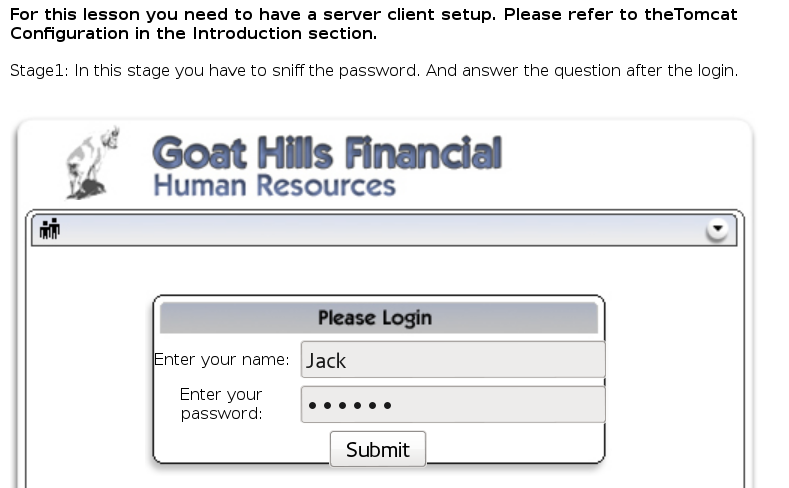 For this lesson you need to have a server client setup. Please refer to theTomcat
Configuration in the Introduction section.
Stage1: In this stage you have to sniff the password. And answer the question after the login.
Goat Hills Financial
Human Resources
Please Login
Enter your name: Jack
Enter your
password: ••••••
Submit